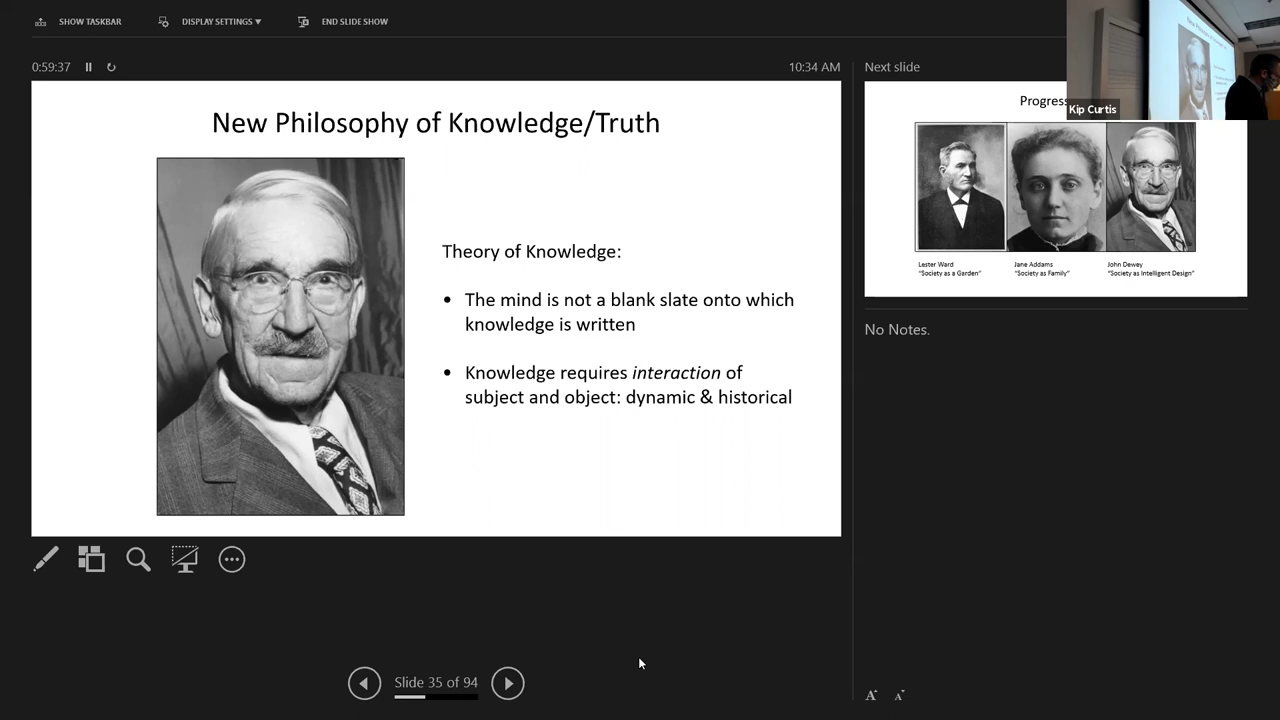 SHOW TASKBAR
DISPLAY SETTINGS ▼
END SLIDE SHOW
0:59:37
10:34 AM
New Philosophy of Knowledge/Truth
Theory of Knowledge:
• The mind is not a blank slate onto which
knowledge is written
• Knowledge requires interaction of
subject and object: dynamic & historical
Slide 35 of 94
Next slide
Kip Curtis
Lester Ward
"Society as a Garden"
Jane Addams
"Society as Family"
John Dewey
"Society as Intelligent Design"
No Notes.
A A